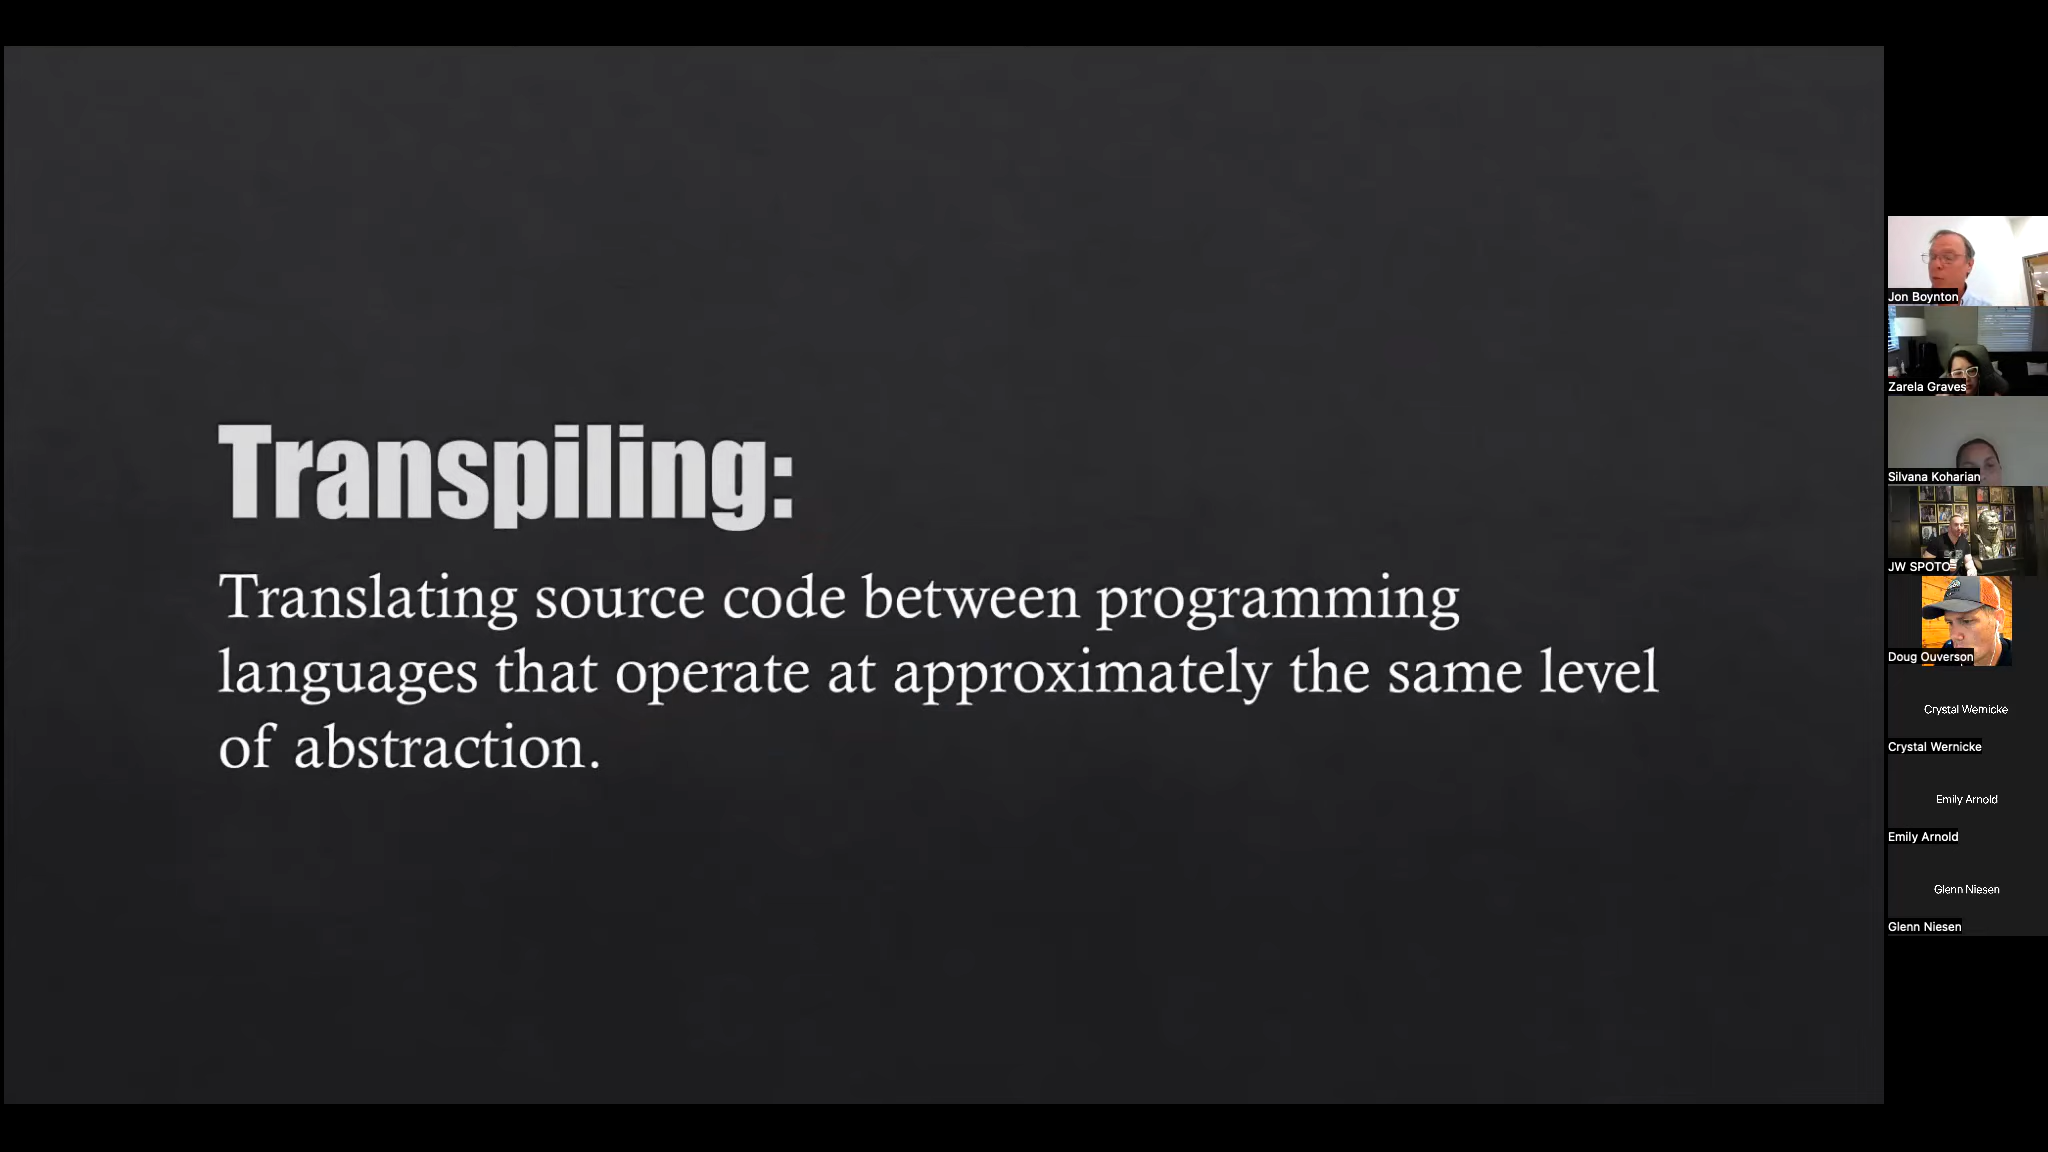 Transpiling:
Translating source code between programming
languages that operate at approximately the same level
of abstraction.
Jon Boynton
Zarela Graves
Silvana Koharian
JW SPOTO
Doug Ouverson
Crystal Wernicke
Crystal Wernicke
Emily Arnold
Emily Arnold
Glenn Niesen
Glenn Niesen